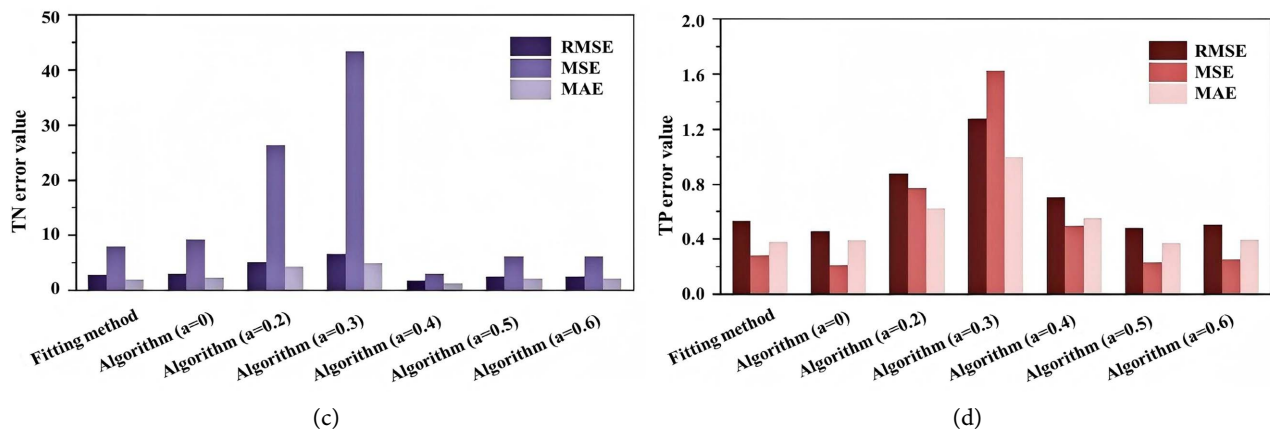 TN error value
50
40
30
20
10
0
RMSE
MSE
MAE
Fitting method
Algorithm (a=0)
Algorithm (a=0.2)
Algorithm (a=0.3)
Algorithm (a=0.4)
Algorithm (a=0.5)
Algorithm (a=0.6)
(c)
TP error value
2.0
1.6
1.2
0.8
0.4
0.0
RMSE
MSE
MAE
Fitting method
Algorithm (a=0)
Algorithm (a=0.2)
Algorithm (a=0.3)
Algorithm (a=0.4)
Algorithm (a=0.5)
Algorithm (a=0.6)
(d)